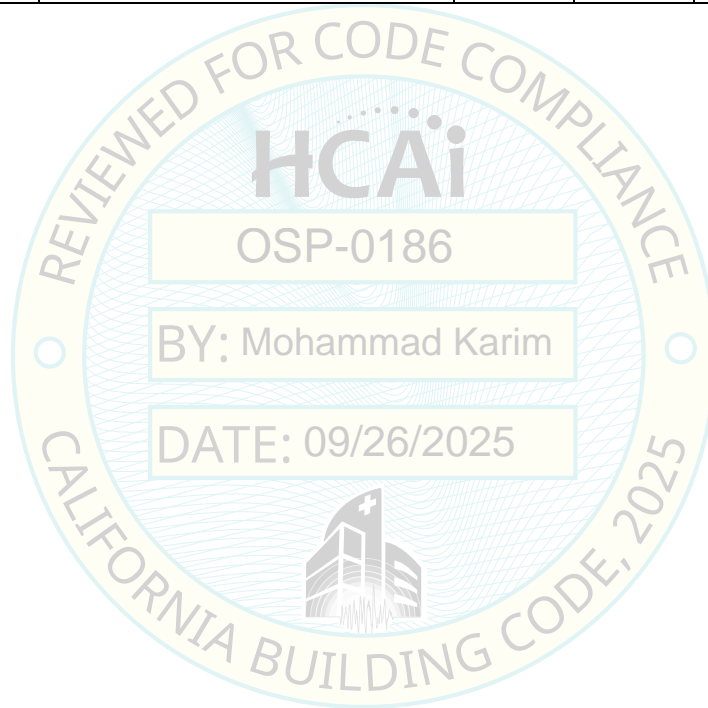 REVIEWED FOR CODE COMPLIANCE
HCAi
OSP-0186
BY: Mohammad Karim
DATE: 09/26/2025
CALIFORNIA BUILDING CODE, 2025